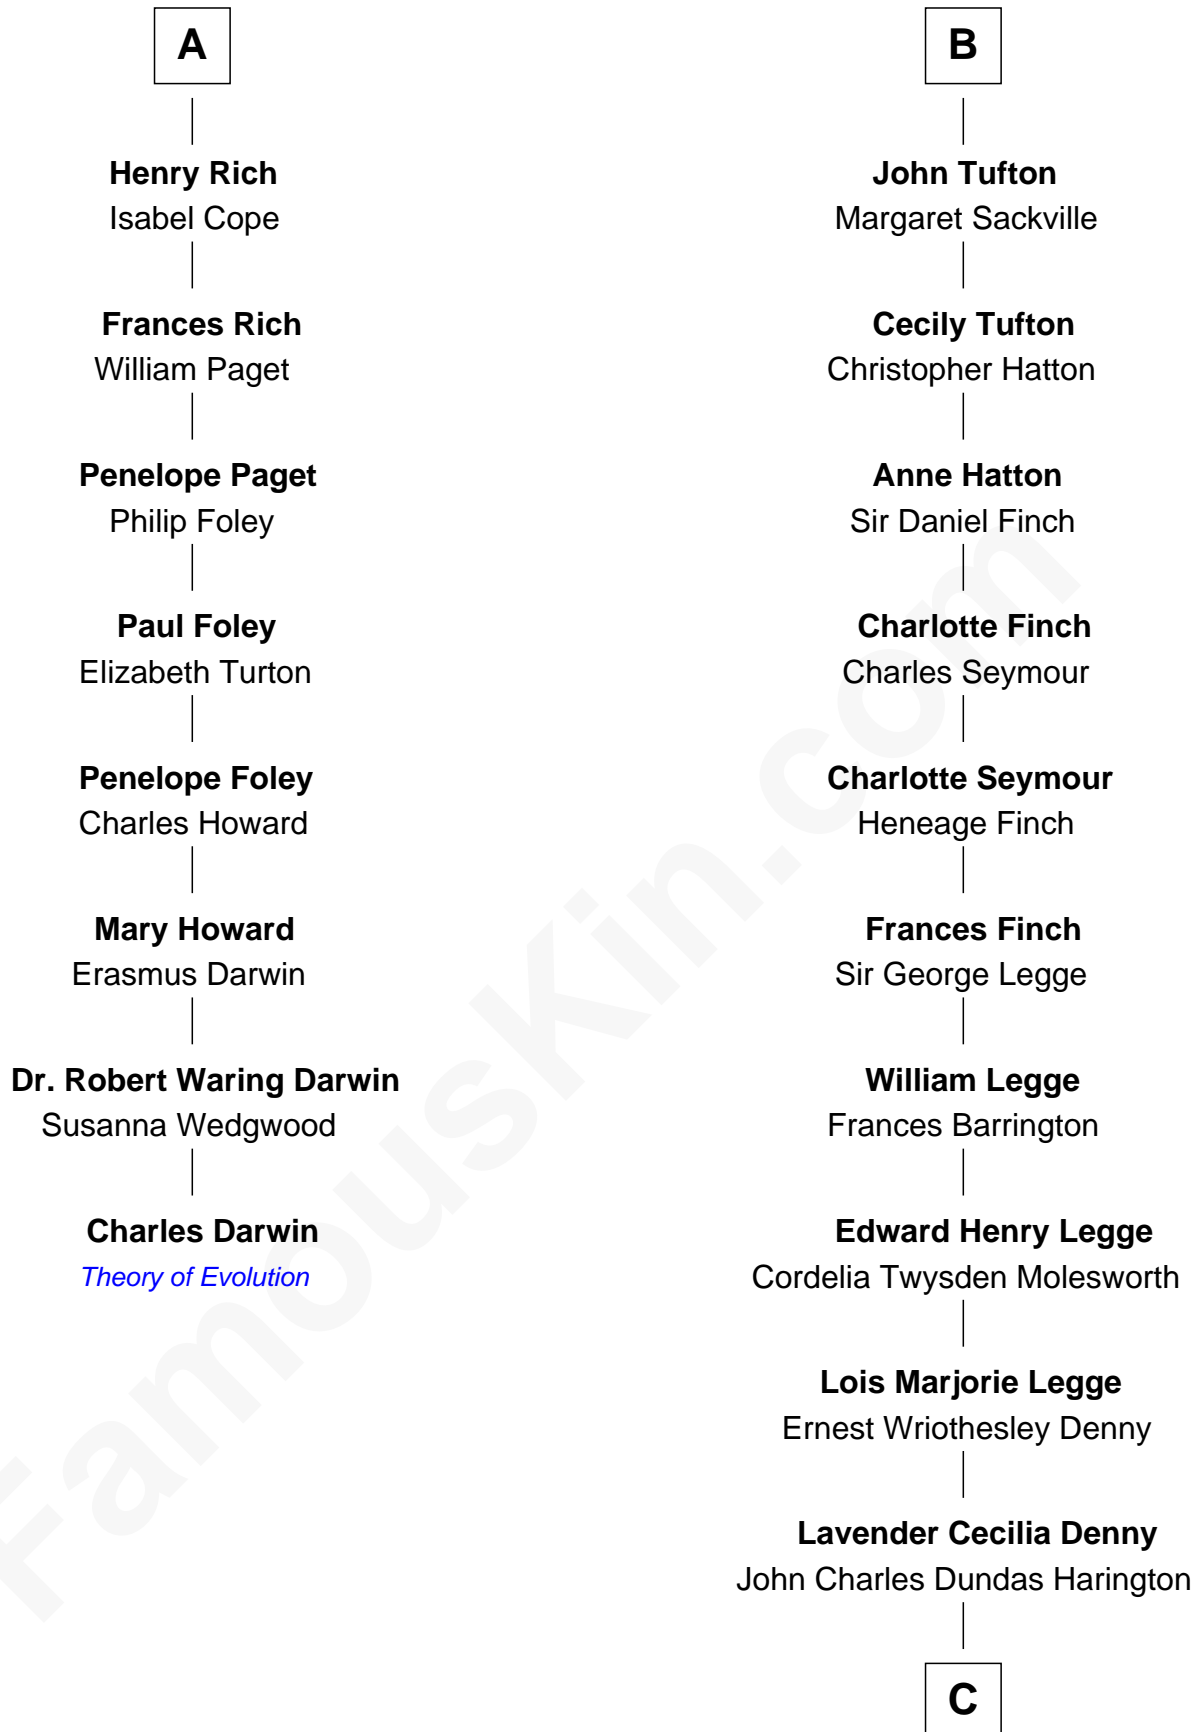 A
Henry Rich
Isabel Cope
Frances Rich
William Paget
Penelope Paget
Philip Foley
Paul Foley
Elizabeth Turton
Penelope Foley
Charles Howard
Mary Howard
Erasmus Darwin
Dr. Robert Waring Darwin
Susanna Wedgwood
Charles Darwin
Theory of Evolution
B
John Tufton
Margaret Sackville
Cecily Tufton
Christopher Hatton
Anne Hatton
Sir Daniel Finch
Charlotte Finch
Charles Seymour
Charlotte Seymour
Heneage Finch
Frances Finch
Sir George Legge
William Legge
Frances Barrington
Edward Henry Legge
Cordelia Twysden Molesworth
Lois Marjorie Legge
Ernest Wriothesley Denny
Lavender Cecilia Denny
John Charles Dundas Harington
C
FamousKin.com